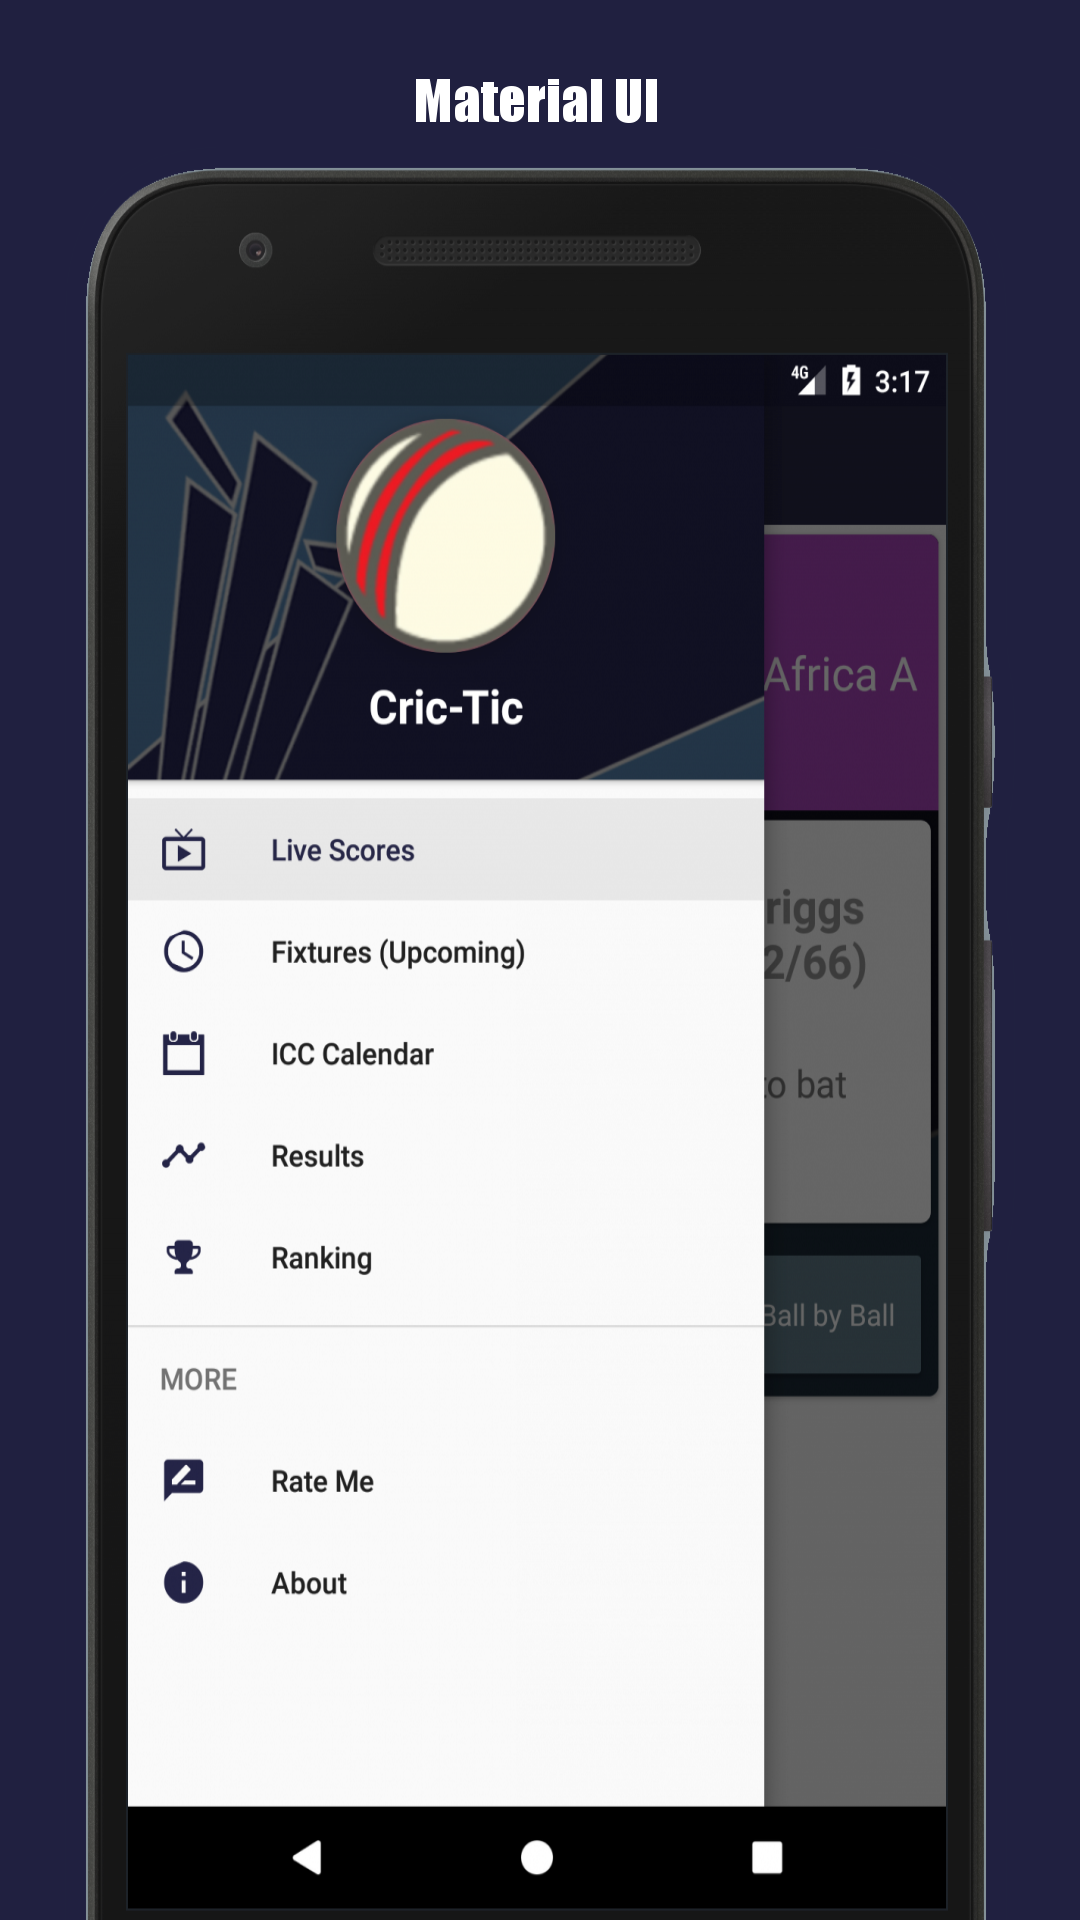 Material UI
4G 3:17
Cric-Tic
Africa A
Live Scores
riggs
Fixtures (Upcoming)
2/66)
ICC Calendar
to bat
Results
Ranking
Ball by Ball
MORE
Rate Me
About